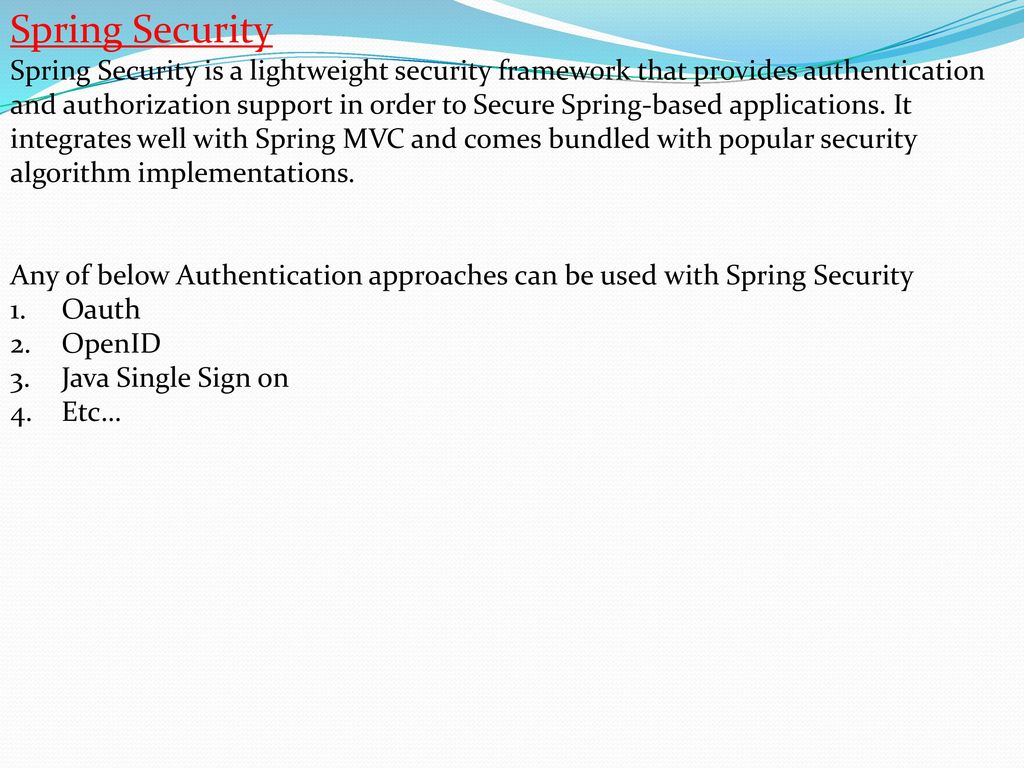 Spring Security
Spring Security is a lightweight security framework that provides authentication
and authorization support in order to Secure Spring-based applications. It
integrates well with Spring MVC and comes bundled with popular security
algorithm implementations.
Any of below Authentication approaches can be used with Spring Security
1. Oauth
2. OpenID
3. Java Single Sign on
4. Etc...